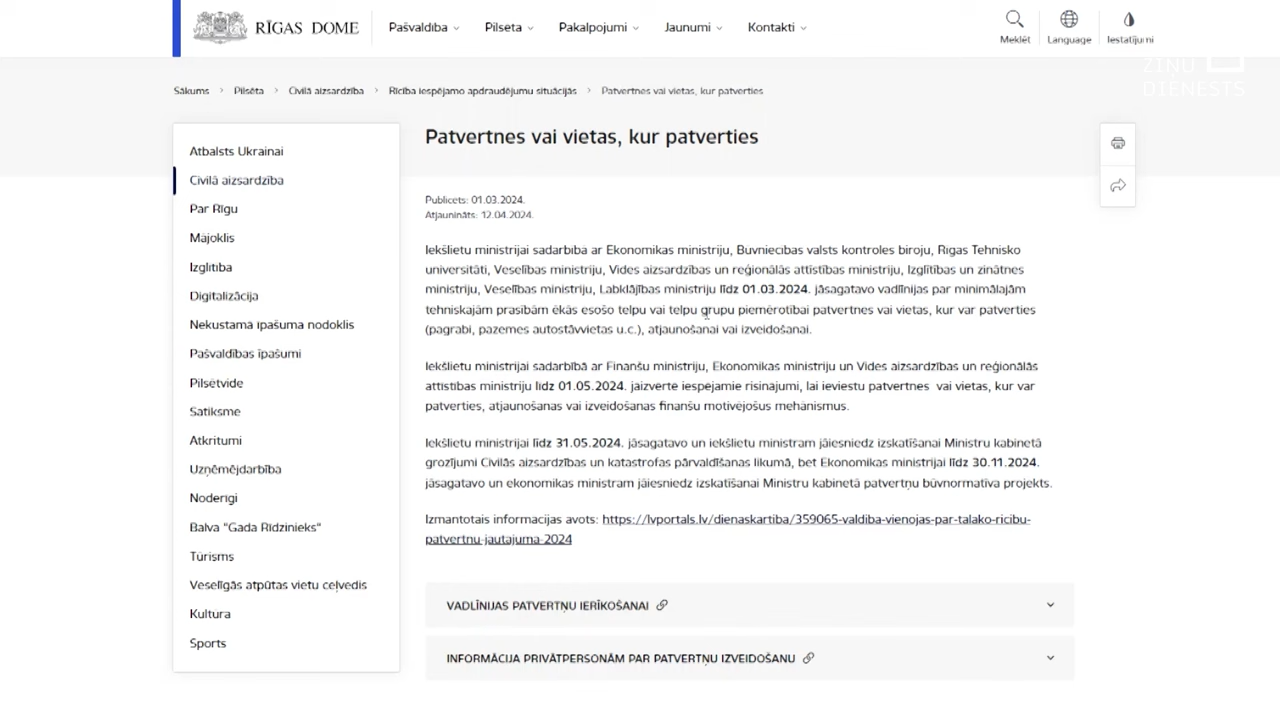 RĪGAS DOME
Pašvaldība
Pilsēta
Pakalpojumi
Jaunumi
Kontakti
Meklēt
Language
Iestatījumi
ZIŅU
DIENESTS
Sākums > Pilsēta > Civilā aizsardzība > Rīcība iespējamo apdraudējumu situācijās > Patvertnes vai vietas, kur patverties
Atbalsts Ukrainai
Civilā aizsardzība
Par Rīgu
Mājoklis
Izglītība
Digitalizācija
Nekustamā īpašuma nodoklis
Pašvaldības īpašumi
Pilsētvide
Satiksme
Atkritumi
Uzņēmējdarbība
Noderīgi
Balva "Gada Rīdzinieks"
Tūrisms
Veselīgās atpūtas vietu ceļvedis
Kultura
Sports
Patvertnes vai vietas, kur patverties
Publicēts: 01.03.2024.
Atjaunināts: 12.04.2024.
Iekšlietu ministrijai sadarbībā ar Ekonomikas ministriju, Būvniecības valsts kontroles biroju, Rīgas Tehnisko
universitāti, Veselības ministriju, Vides aizsardzības un reģionālās attīstības ministriju, Izglītības un zinātnes
ministriju, Veselības ministriju, Labklājības ministriju līdz 01.03.2024. jāsagatavo vadlīnijas par minimālajām
tehniskajām prasībām ēkās esošo telpu vai telpu grupu piemērotībai patvertnes vai vietas, kur var patverties
(pagrabi, pazemes autostāvvietas u.c.), atjaunošanai vai izveidošanai.
Iekšlietu ministrijai sadarbībā ar Finanšu ministriju, Ekonomikas ministriju un Vides aizsardzības un reģionālās
attīstības ministriju līdz 01.05.2024. jāizvērtē iespējamie risinājumi, lai ieviestu patvertnes vai vietas, kur var
patverties, atjaunošanas vai izveidošanas finanšu motivējošus mehānismus.
Iekšlietu ministrijai līdz 31.05.2024. jāsagatavo un iekšlietu ministram jāiesniedz izskatīšanai Ministru kabinetā
grozījumi Civilās aizsardzības un katastrofas pārvaldīšanas likumā, bet Ekonomikas ministrijai līdz 30.11.2024.
jāsagatavo un ekonomikas ministram jāiesniedz izskatīšanai Ministru kabinetā patvertņu būvnormatīva projekts.
Izmantotais informācijas avots: https://lvportals.lv/dienaskartiba/359065-valdiba-vienojas-par-talako-ricibu-
patvertnu-jautajuma-2024
VADLĪNIJAS PATVERTŅU IERĪKOŠANAI
INFORMĀCIJA PRIVĀTPERSONĀM PAR PATVERTŅU IZVEIDOŠANU